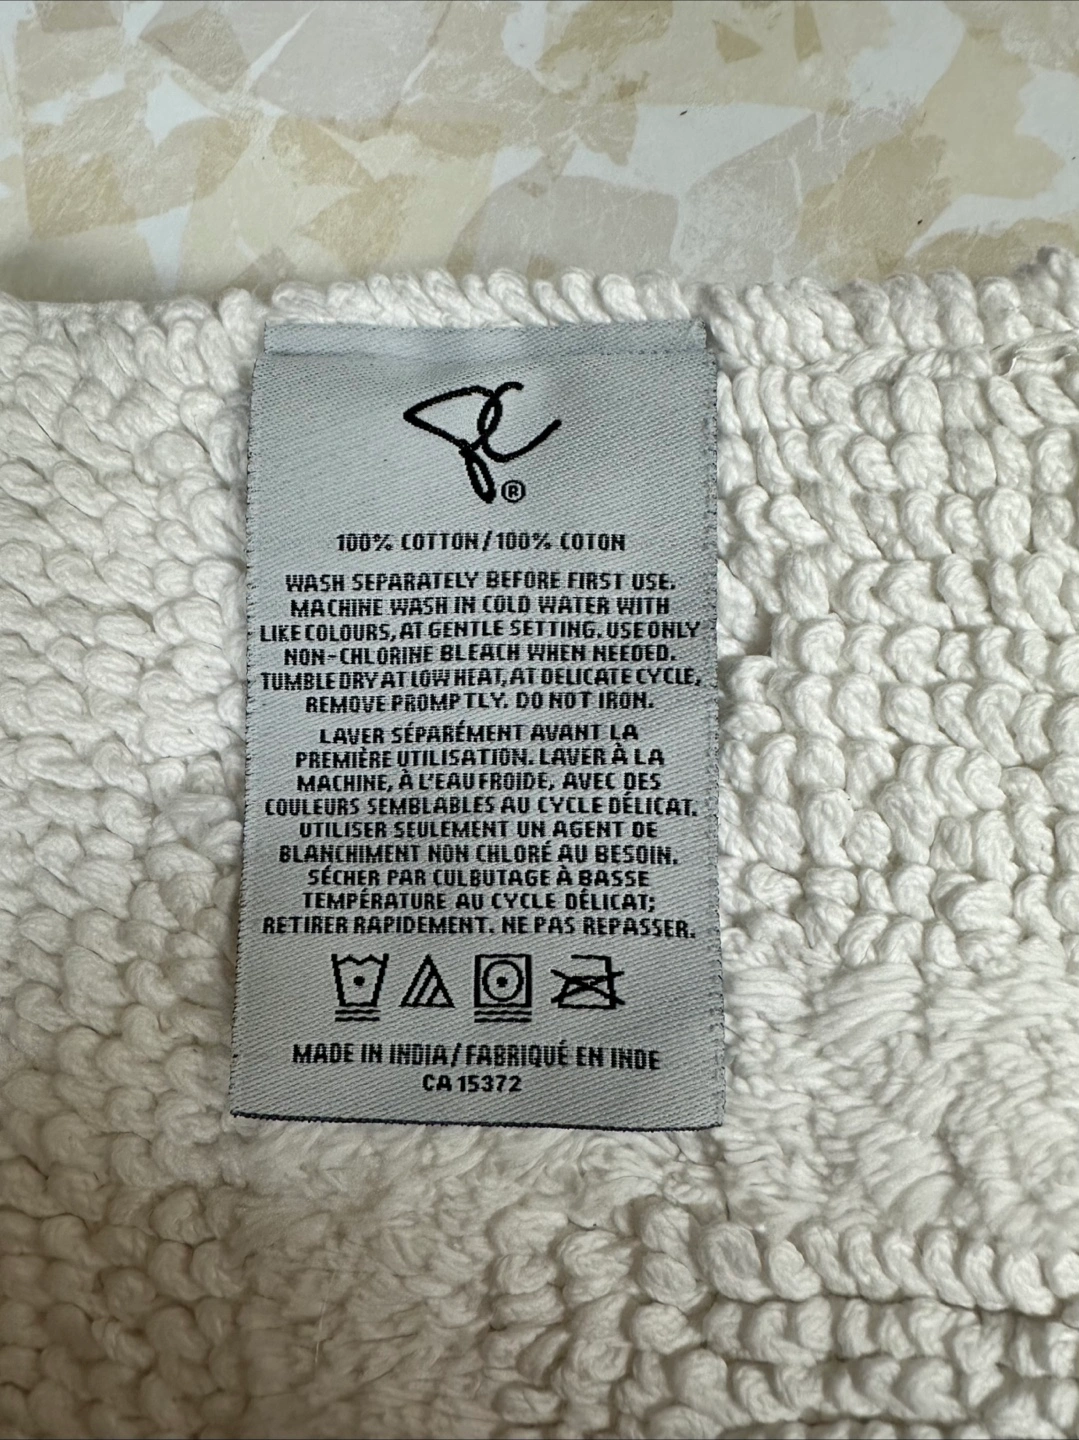 ®
100% COTTON/100% COTON
WASH SEPARATELY BEFORE FIRST USE.
MACHINE WASH IN COLD WATER WITH
LIKE COLOURS, AT GENTLE SETTING. USE ONLY
NON-CHLORINE BLEACH WHEN NEEDED.
TUMBLE DRY AT LOW HEAT, AT DELICATE CYCLE,
REMOVE PROMPTLY. DO NOT IRON.
LAVER SÉPARÉMENT AVANT LA
PREMIÈRE UTILISATION. LAVER À LA
MACHINE, À L'EAU FROIDE, AVEC DES
COULEURS SEMBLABLES AU CYCLE DÉLICAT.
UTILISER SEULEMENT UN AGENT DE
BLANCHIMENT NON CHLORÉ AU BESOIN.
SÉCHER PAR CULBUTAGE À BASSE
TEMPÉRATURE AU CYCLE DÉLICAT;
RETIRER RAPIDEMENT. NE PAS REPASSER.
MADE IN INDIA/FABRIQUÉ EN INDE
CA 15372